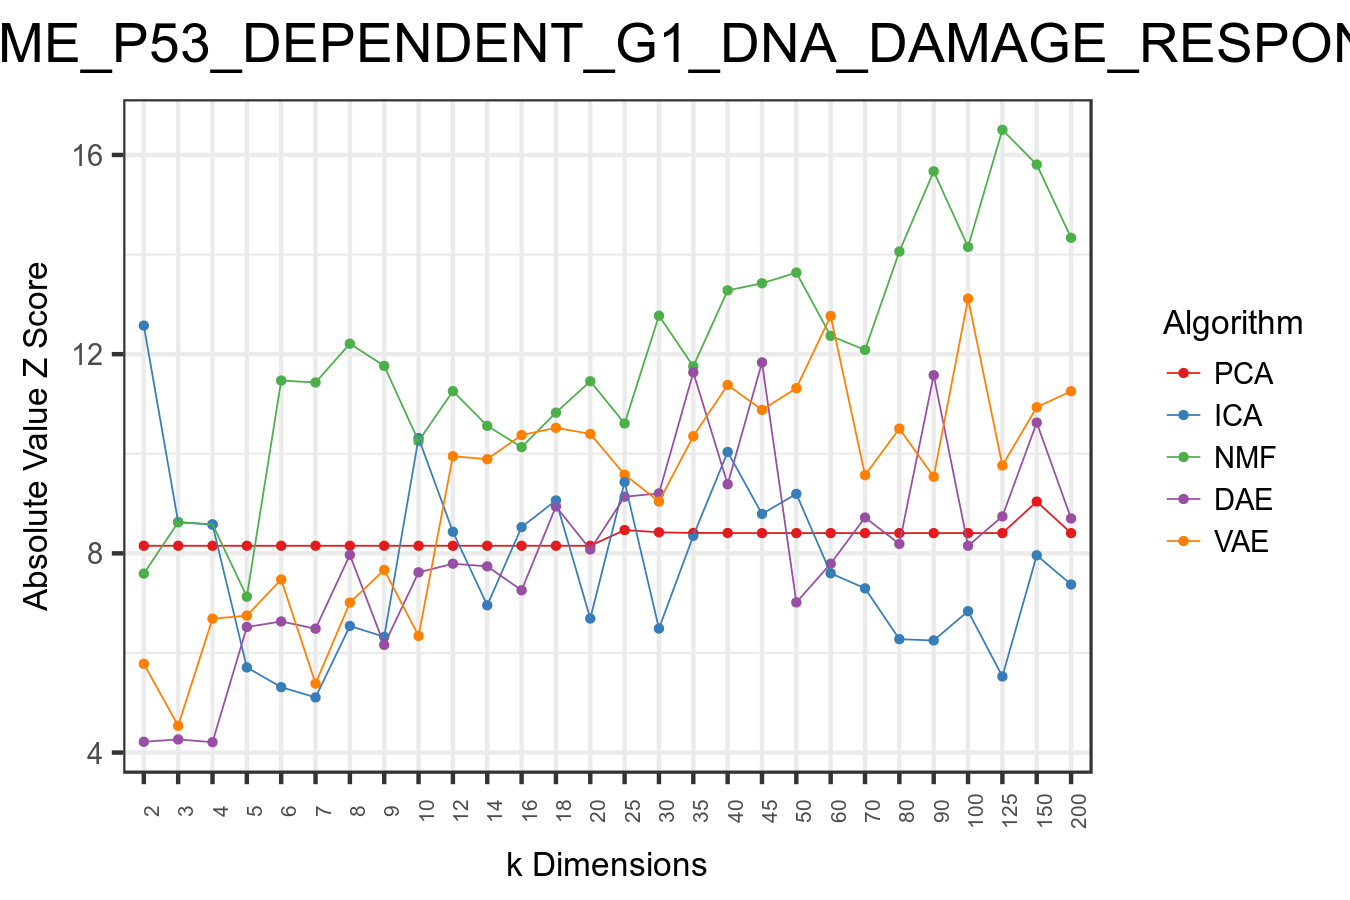 ME_P53_DEPENDENT_G1_DNA_DAMAGE_RESPON
Absolute Value Z Score
16
12
8
4
2 3 4 5 6 7 8 9 10 12 14 16 18 20 25 30 35 40 45 50 60 70 80 90 100 125 150 200
k Dimensions
Algorithm
PCA
ICA
NMF
DAE
VAE